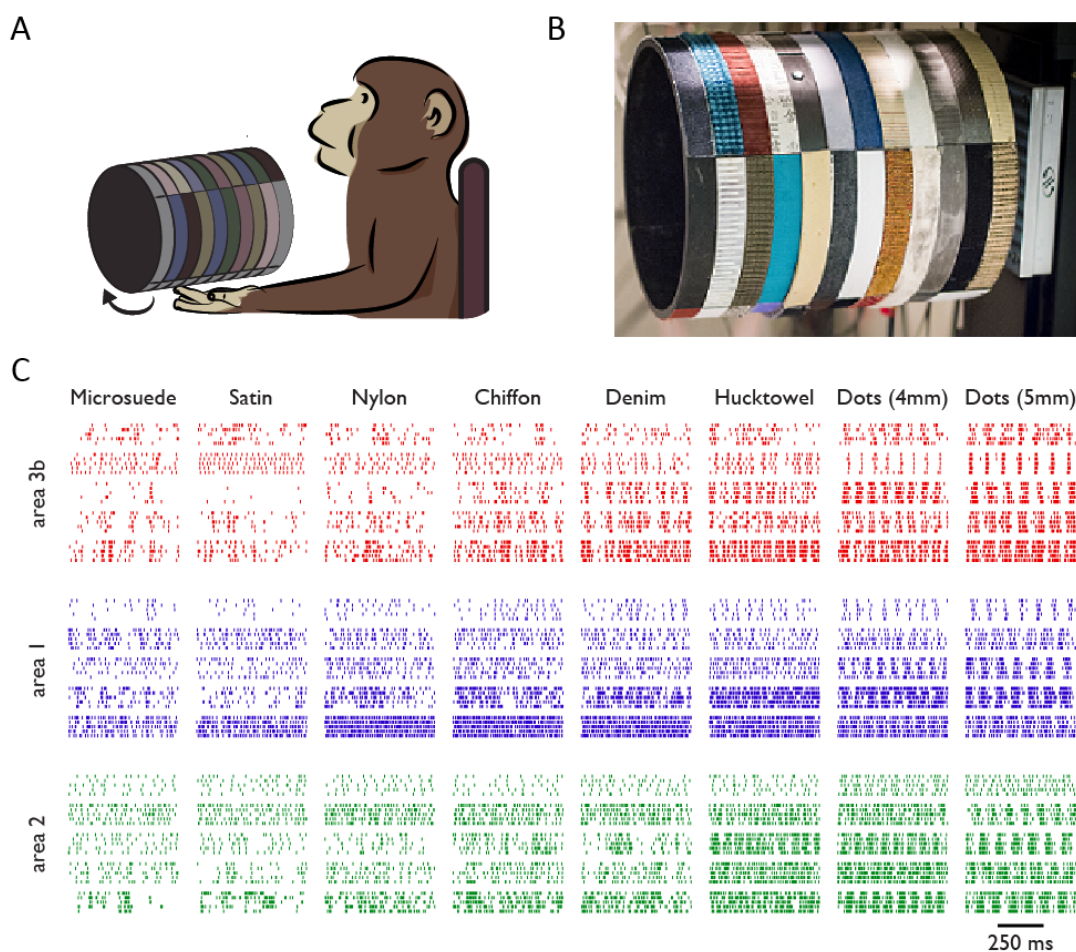 A
B
C
Microsuede Satin Nylon Chiffon Denim Hucktowel Dots (4mm) Dots (5mm)
area 3b
area 1
area 2
250 ms